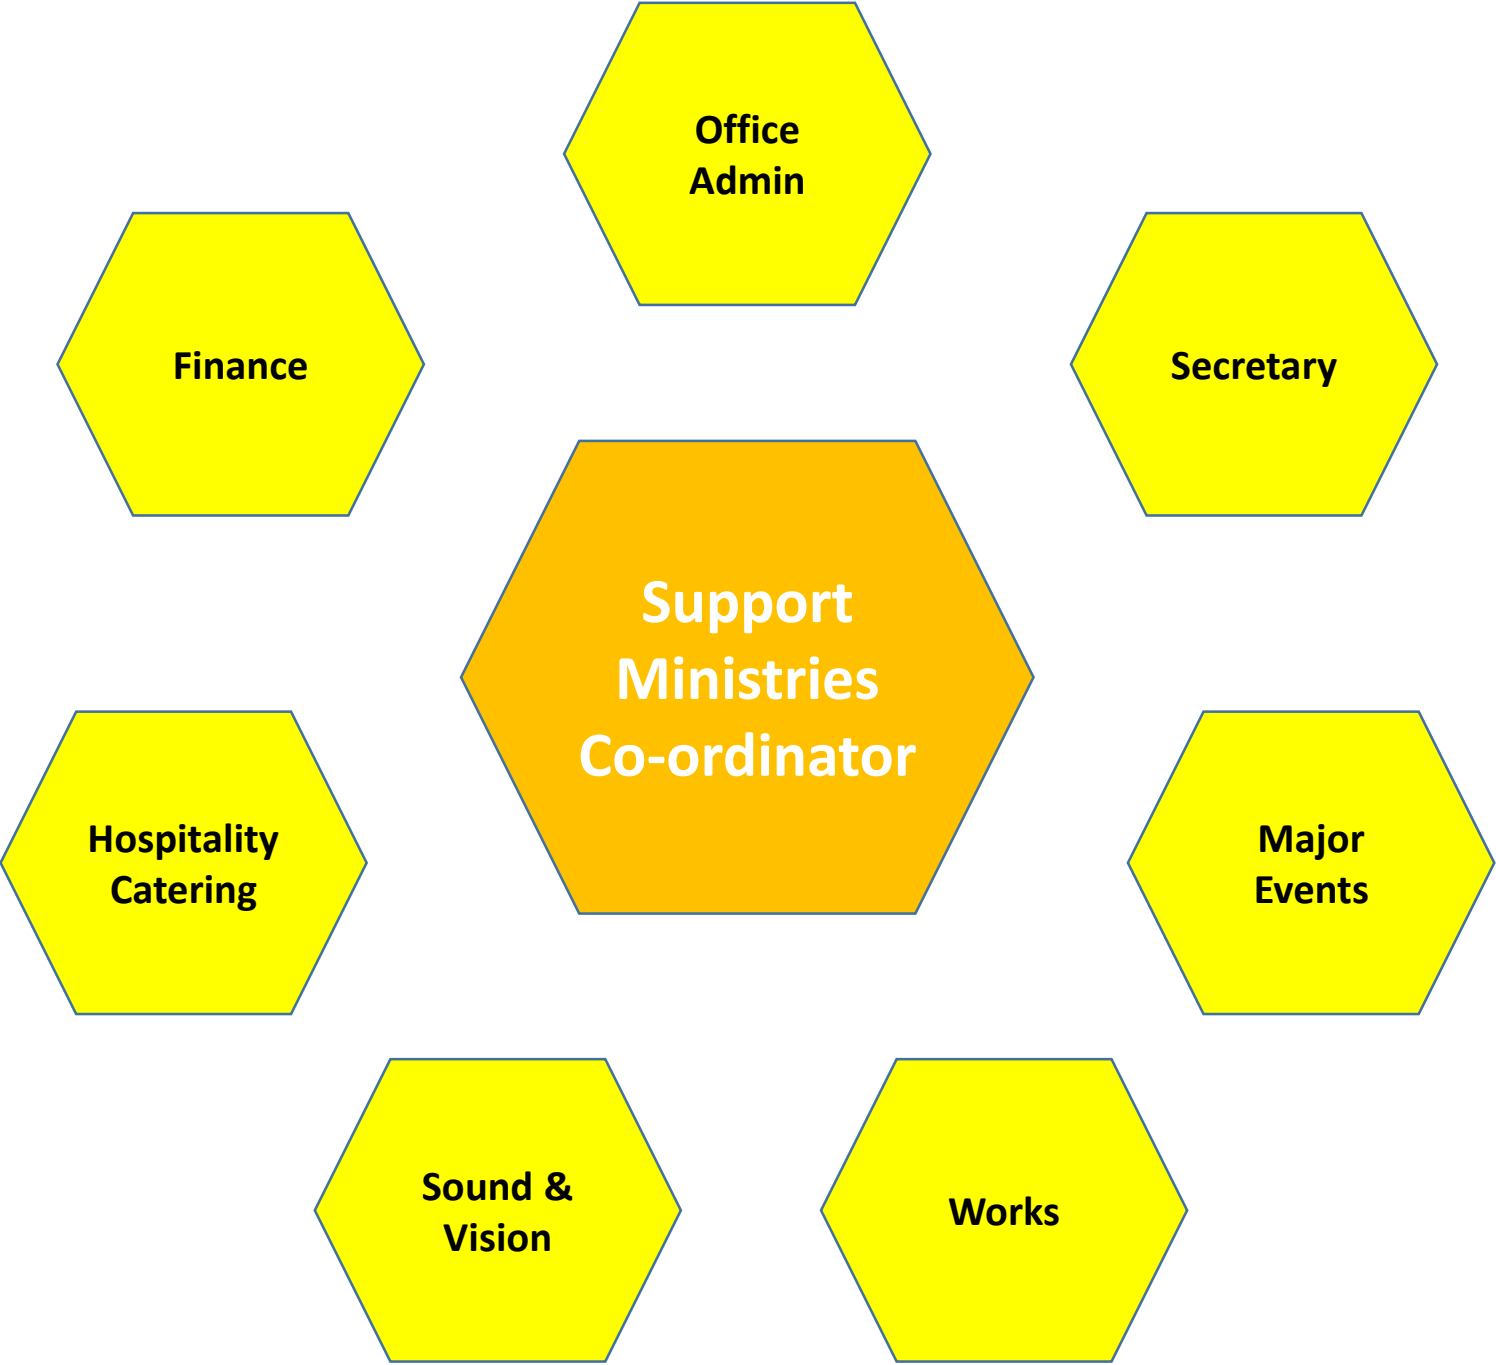 Office
Admin
Finance
Secretary
Support
Ministries
Co-ordinator
Hospitality
Catering
Major
Events
Sound &
Vision
Works